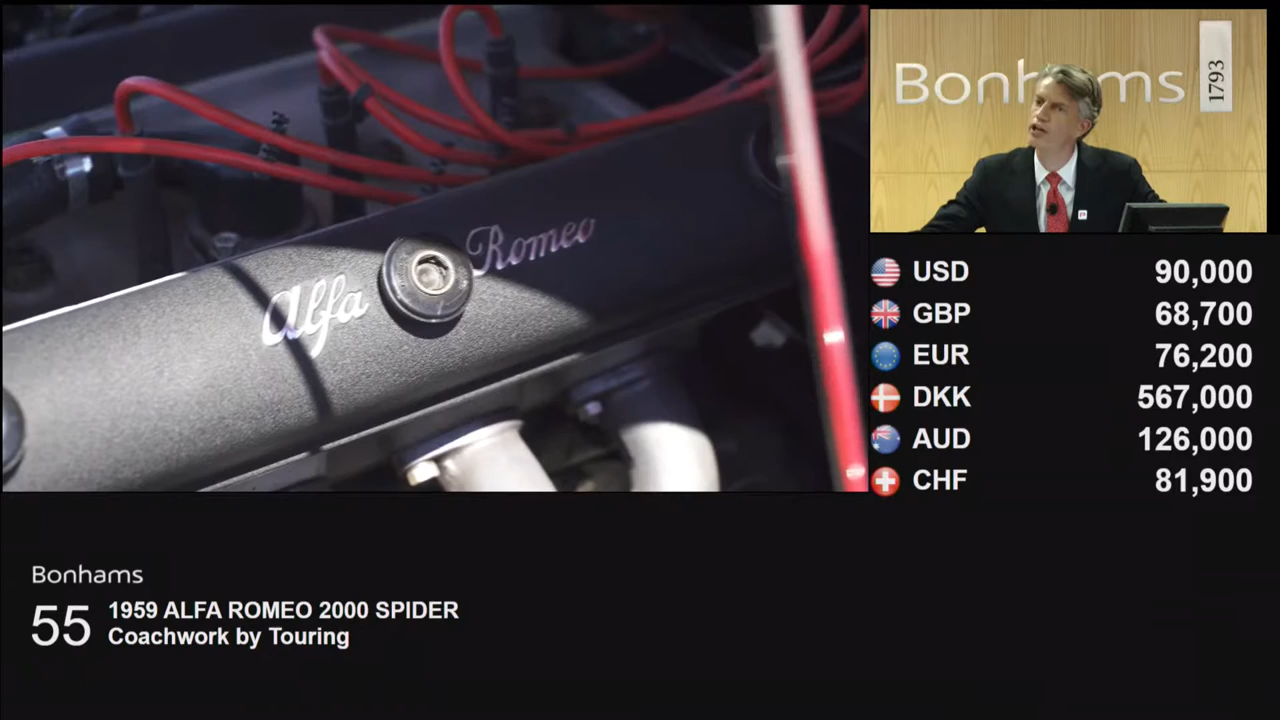 Alfa Romeo
Bonhams
1793
USD 90,000
GBP 68,700
EUR 76,200
DKK 567,000
AUD 126,000
CHF 81,900
Bonhams
55
1959 ALFA ROMEO 2000 SPIDER
Coachwork by Touring